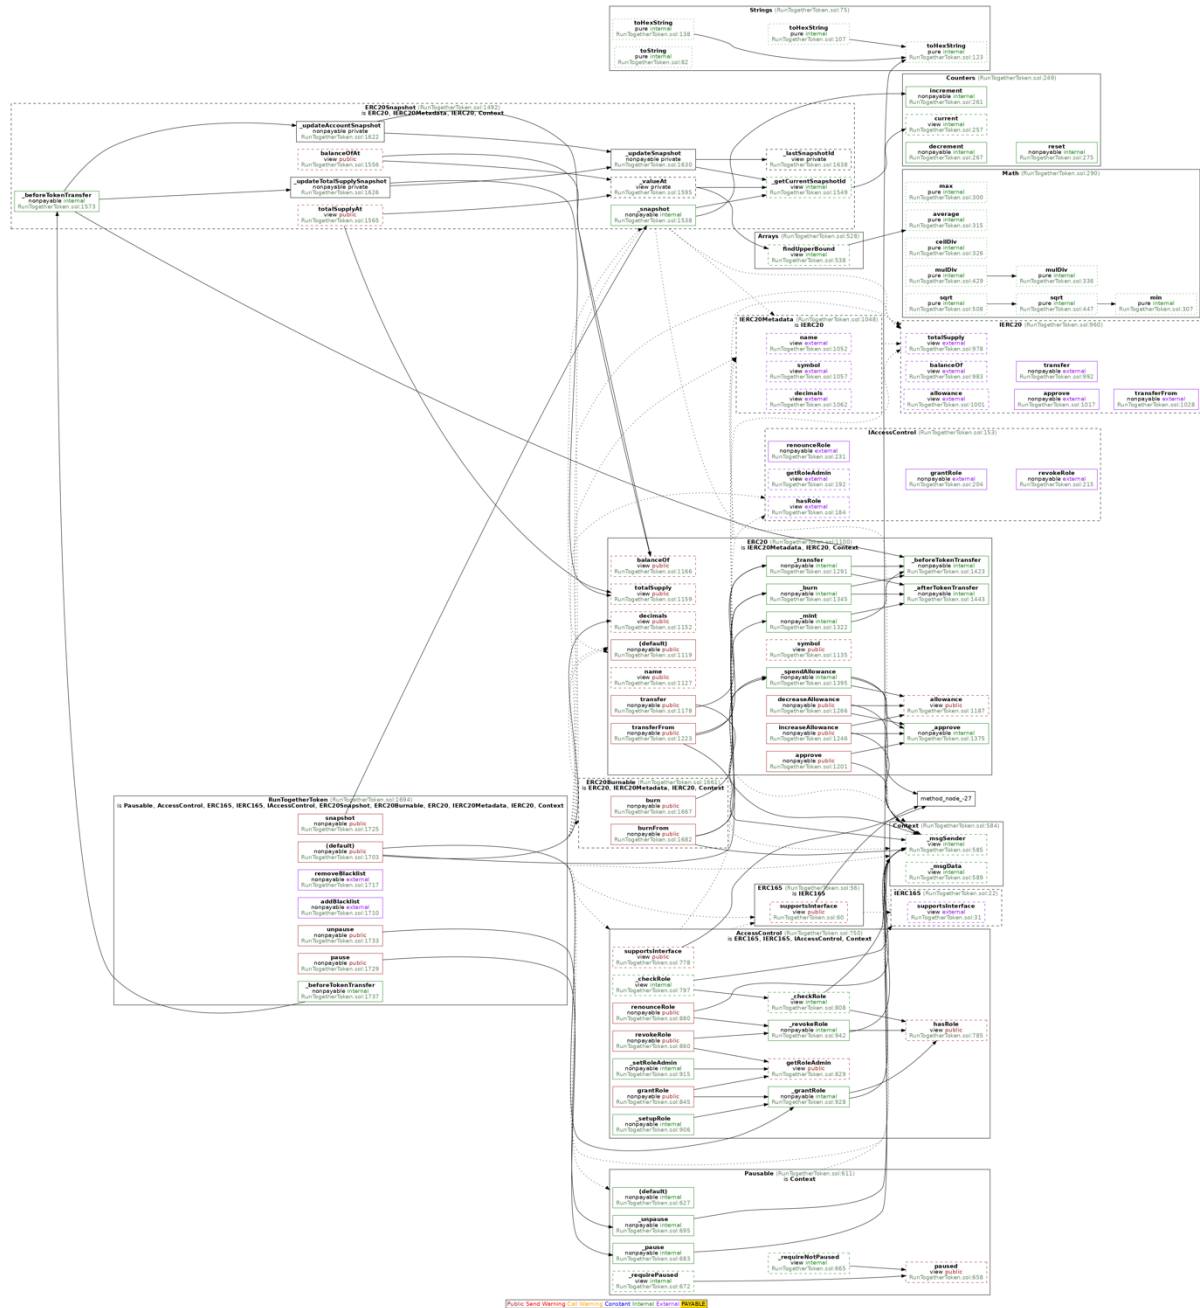 Strings (RunTogetherToken.sol:75)
toHexString
pure internal
RunTogetherToken.sol:138
toHexString
pure internal
RunTogetherToken.sol:107
toHexString
pure internal
RunTogetherToken.sol:123
toString
pure internal
RunTogetherToken.sol:82
Counters (RunTogetherToken.sol:249)
increment
nonpayable internal
RunTogetherToken.sol:261
current
view internal
RunTogetherToken.sol:257
decrement
nonpayable internal
RunTogetherToken.sol:267
reset
nonpayable internal
RunTogetherToken.sol:275
ERC20Snapshot (RunTogetherToken.sol:1492)
is ERC20, IERC20Metadata, IERC20, Context
_updateAccountSnapshot
nonpayable private
RunTogetherToken.sol:1622
balanceOfAt
view public
RunTogetherToken.sol:1556
_updateTotalSupplySnapshot
nonpayable private
RunTogetherToken.sol:1626
totalSupplyAt
view public
RunTogetherToken.sol:1565
_beforeTokenTransfer
nonpayable internal
RunTogetherToken.sol:1573
_updateSnapshot
nonpayable private
RunTogetherToken.sol:1630
_valueAt
view private
RunTogetherToken.sol:1595
_snapshot
nonpayable internal
RunTogetherToken.sol:1538
_lastSnapshotId
view private
RunTogetherToken.sol:1638
_getCurrentSnapshotId
view internal
RunTogetherToken.sol:1549
Math (RunTogetherToken.sol:290)
max
pure internal
RunTogetherToken.sol:300
average
pure internal
RunTogetherToken.sol:315
ceilDiv
pure internal
RunTogetherToken.sol:326
mulDiv
pure internal
RunTogetherToken.sol:429
mulDiv
pure internal
RunTogetherToken.sol:336
sqrt
pure internal
RunTogetherToken.sol:508
sqrt
pure internal
RunTogetherToken.sol:447
min
pure internal
RunTogetherToken.sol:307
Arrays (RunTogetherToken.sol:528)
findUpperBound
view internal
RunTogetherToken.sol:538
IERC20Metadata (RunTogetherToken.sol:1048)
is IERC20
name
view external
RunTogetherToken.sol:1052
symbol
view external
RunTogetherToken.sol:1057
decimals
view external
RunTogetherToken.sol:1062
IERC20 (RunTogetherToken.sol:960)
totalSupply
view external
RunTogetherToken.sol:978
balanceOf
view external
RunTogetherToken.sol:983
transfer
nonpayable external
RunTogetherToken.sol:992
allowance
view external
RunTogetherToken.sol:1001
approve
nonpayable external
RunTogetherToken.sol:1017
transferFrom
nonpayable external
RunTogetherToken.sol:1028
IAccessControl (RunTogetherToken.sol:153)
renounceRole
nonpayable external
RunTogetherToken.sol:231
getRoleAdmin
view external
RunTogetherToken.sol:192
hasRole
view external
RunTogetherToken.sol:184
grantRole
nonpayable external
RunTogetherToken.sol:204
revokeRole
nonpayable external
RunTogetherToken.sol:215
ERC20 (RunTogetherToken.sol:1100)
is IERC20Metadata, IERC20, Context
balanceOf
view public
RunTogetherToken.sol:1166
totalSupply
view public
RunTogetherToken.sol:1159
decimals
view public
RunTogetherToken.sol:1152
(default)
nonpayable public
RunTogetherToken.sol:1119
name
view public
RunTogetherToken.sol:1127
transfer
nonpayable public
RunTogetherToken.sol:1178
transferFrom
nonpayable public
RunTogetherToken.sol:1223
_transfer
nonpayable internal
RunTogetherToken.sol:1291
_burn
nonpayable internal
RunTogetherToken.sol:1345
_mint
nonpayable internal
RunTogetherToken.sol:1322
symbol
view public
RunTogetherToken.sol:1135
_spendAllowance
nonpayable internal
RunTogetherToken.sol:1395
decreaseAllowance
nonpayable public
RunTogetherToken.sol:1266
increaseAllowance
nonpayable public
RunTogetherToken.sol:1246
approve
nonpayable public
RunTogetherToken.sol:1201
_beforeTokenTransfer
nonpayable internal
RunTogetherToken.sol:1423
_afterTokenTransfer
nonpayable internal
RunTogetherToken.sol:1443
allowance
view public
RunTogetherToken.sol:1187
_approve
nonpayable internal
RunTogetherToken.sol:1375
ERC20Burnable (RunTogetherToken.sol:1661)
is ERC20, IERC20Metadata, IERC20, Context
burn
nonpayable public
RunTogetherToken.sol:1667
burnFrom
nonpayable public
RunTogetherToken.sol:1682
method_node_-27
Context (RunTogetherToken.sol:584)
_msgSender
view internal
RunTogetherToken.sol:585
_msgData
view internal
RunTogetherToken.sol:589
RunTogetherToken (RunTogetherToken.sol:1694)
is Pausable, AccessControl, ERC165, IERC165, IAccessControl, ERC20Snapshot, ERC20Burnable, ERC20, IERC20Metadata, IERC20, Context
snapshot
nonpayable public
RunTogetherToken.sol:1725
(default)
nonpayable public
RunTogetherToken.sol:1703
removeBlacklist
nonpayable external
RunTogetherToken.sol:1717
addBlacklist
nonpayable external
RunTogetherToken.sol:1710
unpause
nonpayable public
RunTogetherToken.sol:1733
pause
nonpayable public
RunTogetherToken.sol:1729
_beforeTokenTransfer
nonpayable internal
RunTogetherToken.sol:1737
ERC165 (RunTogetherToken.sol:56)
is IERC165
supportsInterface
view public
RunTogetherToken.sol:60
IERC165 (RunTogetherToken.sol:22)
supportsInterface
view external
RunTogetherToken.sol:31
AccessControl (RunTogetherToken.sol:750)
is ERC165, IERC165, IAccessControl, Context
supportsInterface
view public
RunTogetherToken.sol:778
_checkRole
view internal
RunTogetherToken.sol:797
renounceRole
nonpayable public
RunTogetherToken.sol:880
revokeRole
nonpayable public
RunTogetherToken.sol:860
_setRoleAdmin
nonpayable internal
RunTogetherToken.sol:915
grantRole
nonpayable public
RunTogetherToken.sol:845
_setupRole
nonpayable internal
RunTogetherToken.sol:906
_checkRole
view internal
RunTogetherToken.sol:808
_revokeRole
nonpayable internal
RunTogetherToken.sol:942
getRoleAdmin
view public
RunTogetherToken.sol:829
_grantRole
nonpayable internal
RunTogetherToken.sol:928
hasRole
view public
RunTogetherToken.sol:785
Pausable (RunTogetherToken.sol:611)
is Context
(default)
nonpayable internal
RunTogetherToken.sol:627
_unpause
nonpayable internal
RunTogetherToken.sol:695
_pause
nonpayable internal
RunTogetherToken.sol:683
_requirePaused
view internal
RunTogetherToken.sol:672
_requireNotPaused
view internal
RunTogetherToken.sol:665
paused
view public
RunTogetherToken.sol:658
Public Send Warning Call Warning Constant Internal External PAYABLE